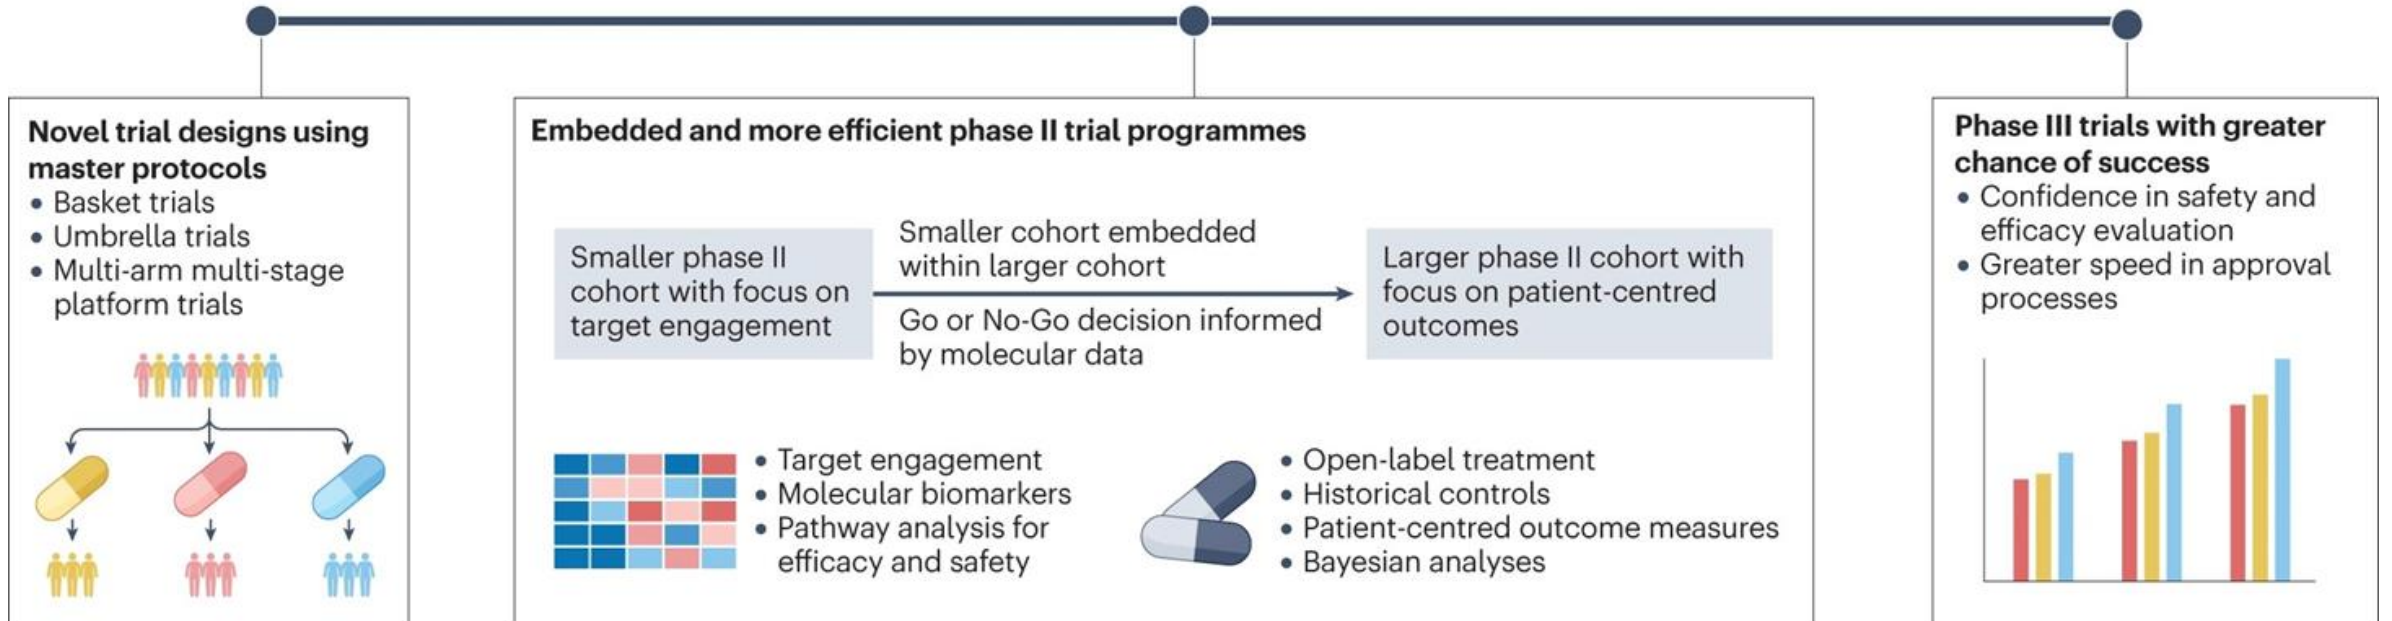 Novel trial designs using
master protocols
• Basket trials
• Umbrella trials
• Multi-arm multi-stage
platform trials
Embedded and more efficient phase II trial programmes
Smaller phase II
cohort with focus on
target engagement
Smaller cohort embedded
within larger cohort
Go or No-Go decision informed
by molecular data
Larger phase II cohort with
focus on patient-centred
outcomes
• Target engagement
• Molecular biomarkers
• Pathway analysis for
efficacy and safety
• Open-label treatment
• Historical controls
• Patient-centred outcome measures
• Bayesian analyses
Phase III trials with greater
chance of success
• Confidence in safety and
efficacy evaluation
• Greater speed in approval
processes